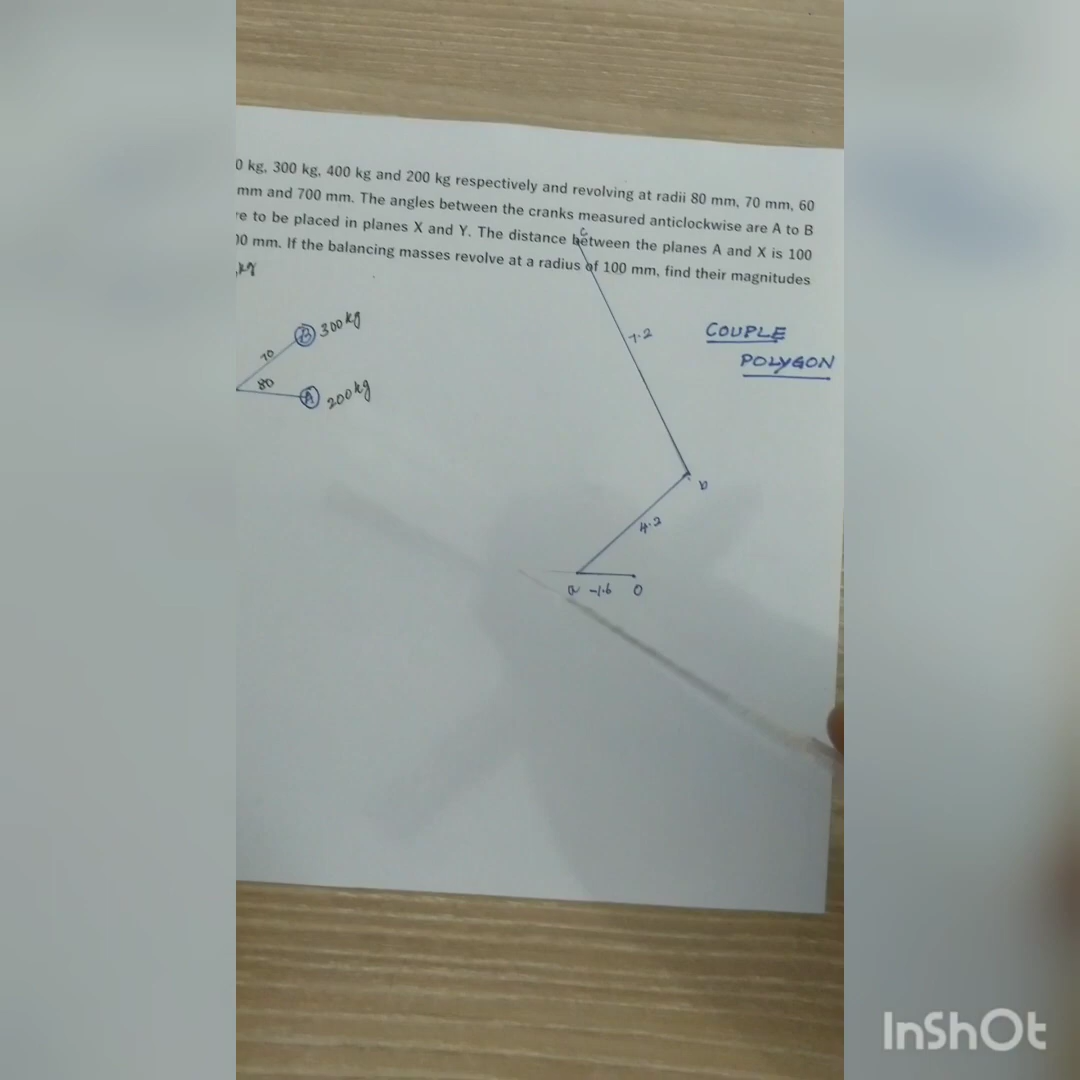 0 kg, 300 kg, 400 kg and 200 kg respectively and revolving at radii 80 mm, 70 mm, 60
mm and 700 mm. The angles between the cranks measured anticlockwise are A to B
re to be placed in planes X and Y. The distance between the planes A and X is 100
00 mm. If the balancing masses revolve at a radius of 100 mm, find their magnitudes
kg
B 300kg
70
80
A 200kg
c
7.2
COUPLE
POLYGON
b
4.2
a -1.6 0
InShOt